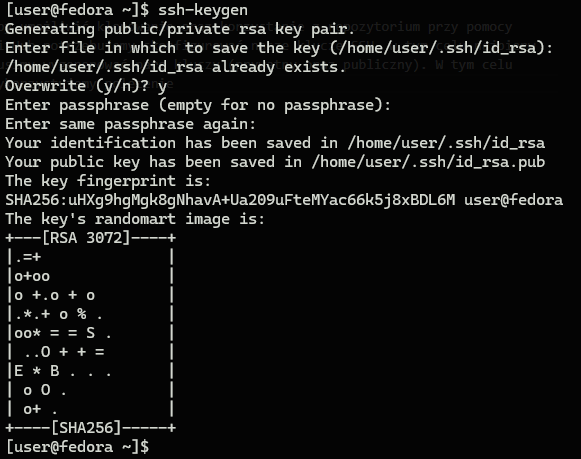 [user@fedora ~]$ ssh-keygen
Generating public/private rsa key pair.
Enter file in which to save the key (/home/user/.ssh/id_rsa):
/home/user/.ssh/id_rsa already exists.
Overwrite (y/n)? y
Enter passphrase (empty for no passphrase):
Enter same passphrase again:
Your identification has been saved in /home/user/.ssh/id_rsa
Your public key has been saved in /home/user/.ssh/id_rsa.pub
The key fingerprint is:
SHA256:uHXg9hgMgk8gNhavA+Ua209uFteMYac66k5j8xBDL6M user@fedora
The key's randomart image is:
+---[RSA 3072]----+
|.=+              |
|o+oo             |
|o +.o + o        |
|.*.+ o % .       |
|oo* = = S .      |
| ..O + + =       |
|E * B . . .      |
| o O .           |
| o+ .            |
+----[SHA256]-----+
[user@fedora ~]$